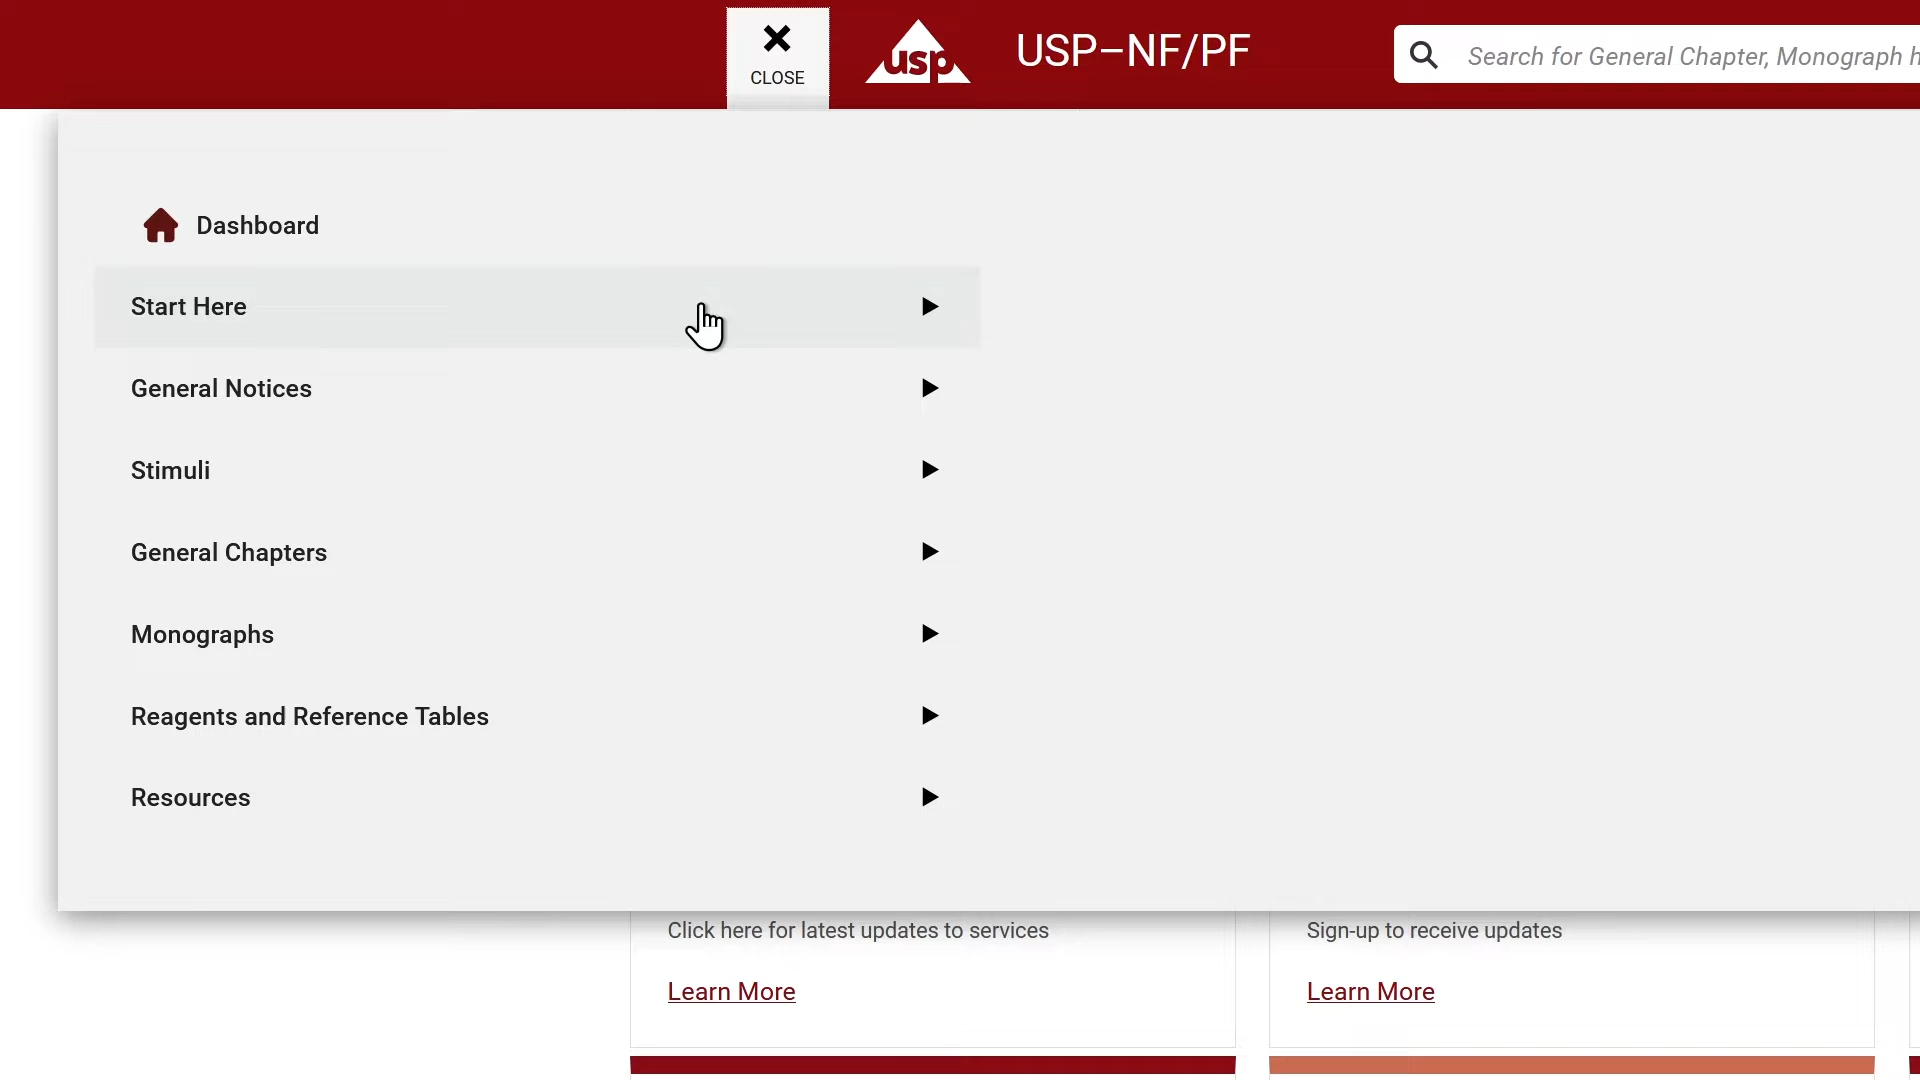 CLOSE
usp
USP–NF/PF
Search for General Chapter, Monograph h
Dashboard
Start Here
General Notices
Stimuli
General Chapters
Monographs
Reagents and Reference Tables
Resources
Click here for latest updates to services
Sign-up to receive updates
Learn More
Learn More